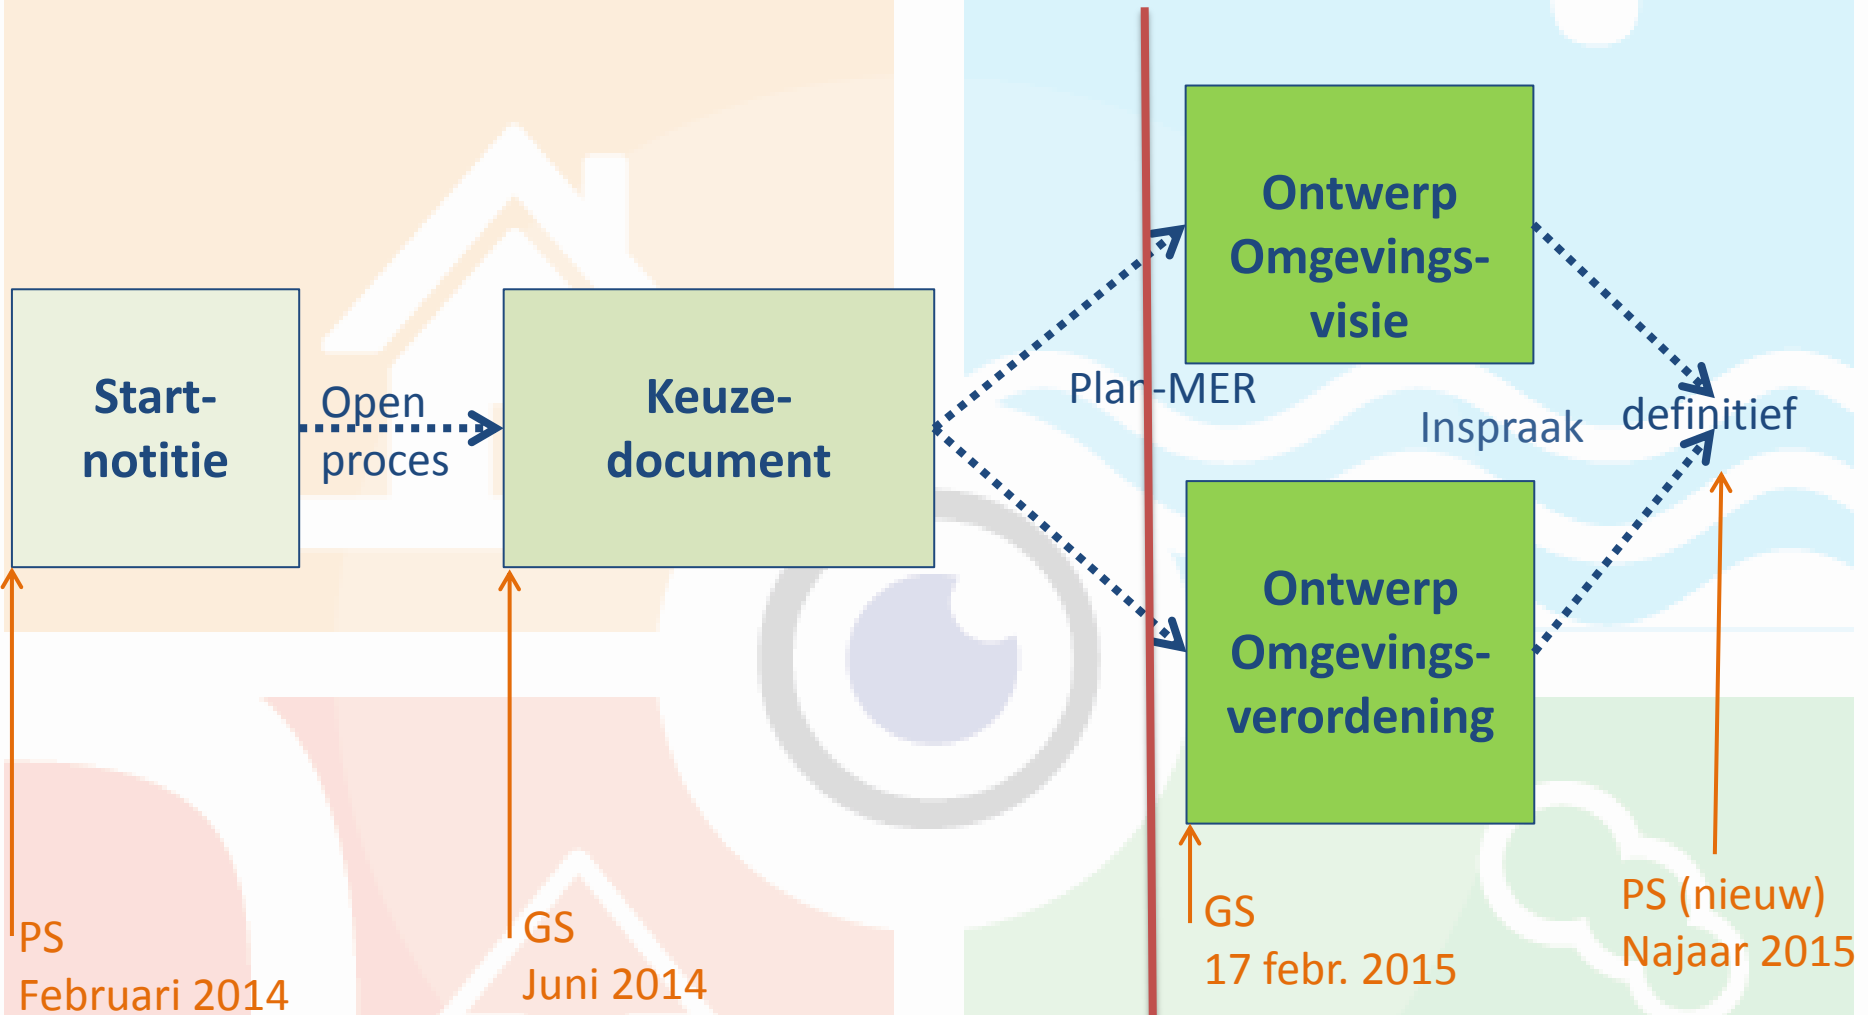 Start-
notitie
Open
proces
Keuze-
document
Plan-MER
Ontwerp
Omgevings-
visie
Ontwerp
Omgevings-
verordening
Inspraak
definitief
PS
Februari 2014
GS
Juni 2014
GS
17 febr. 2015
PS (nieuw)
Najaar 2015